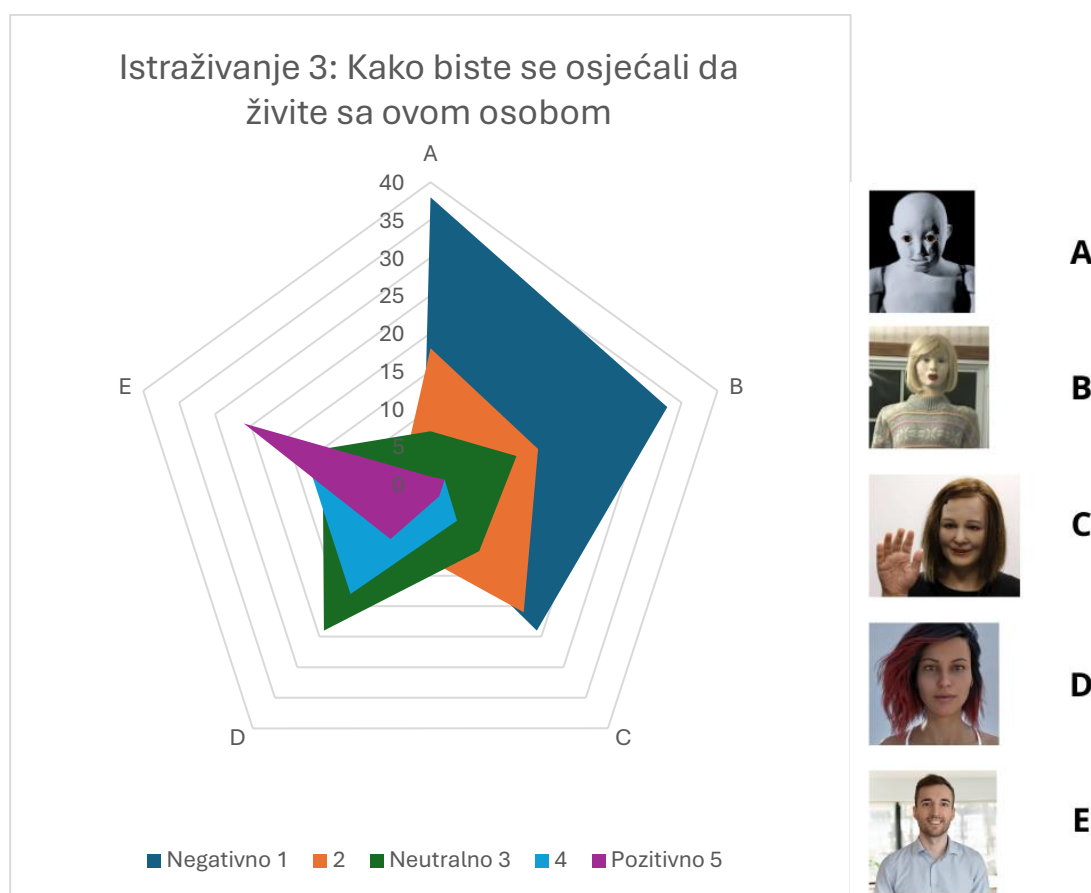 Istraživanje 3: Kako biste se osjećali da
živite sa ovom osobom
A
40
35
30
25
20
15
10
5
0
B
C
D
E
Negativno 1
2
Neutralno 3
4
Pozitivno 5
A
B
C
D
E